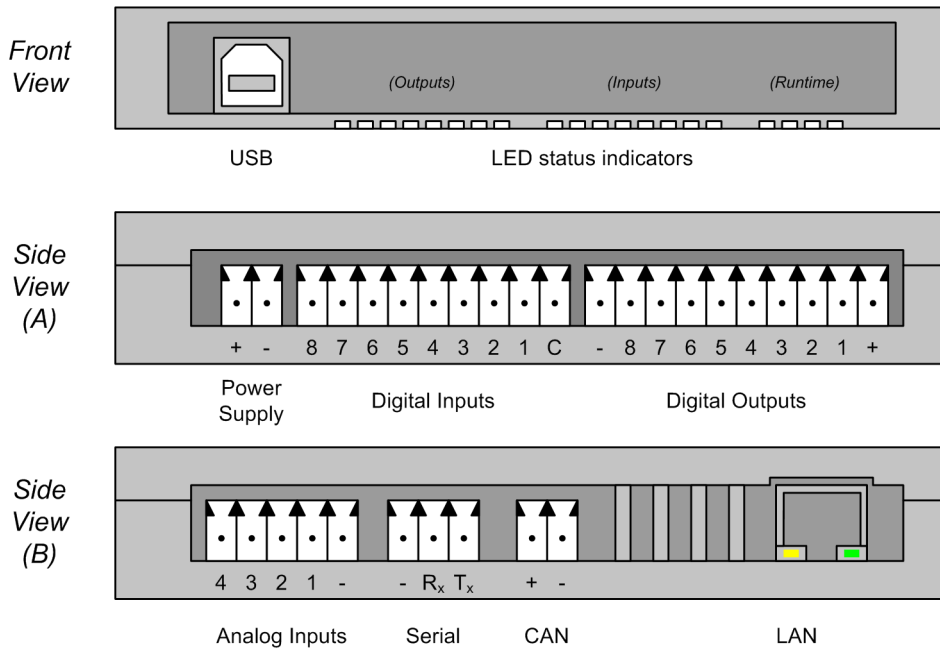 Front
View
(Outputs) (Inputs) (Runtime)
USB LED status indicators
Side
View
(A)
+ - 8 7 6 5 4 3 2 1 C - 8 7 6 5 4 3 2 1 +
Power
Supply
Digital Inputs Digital Outputs
Side
View
(B)
4 3 2 1 - - Rx Tx + -
Analog Inputs Serial CAN LAN